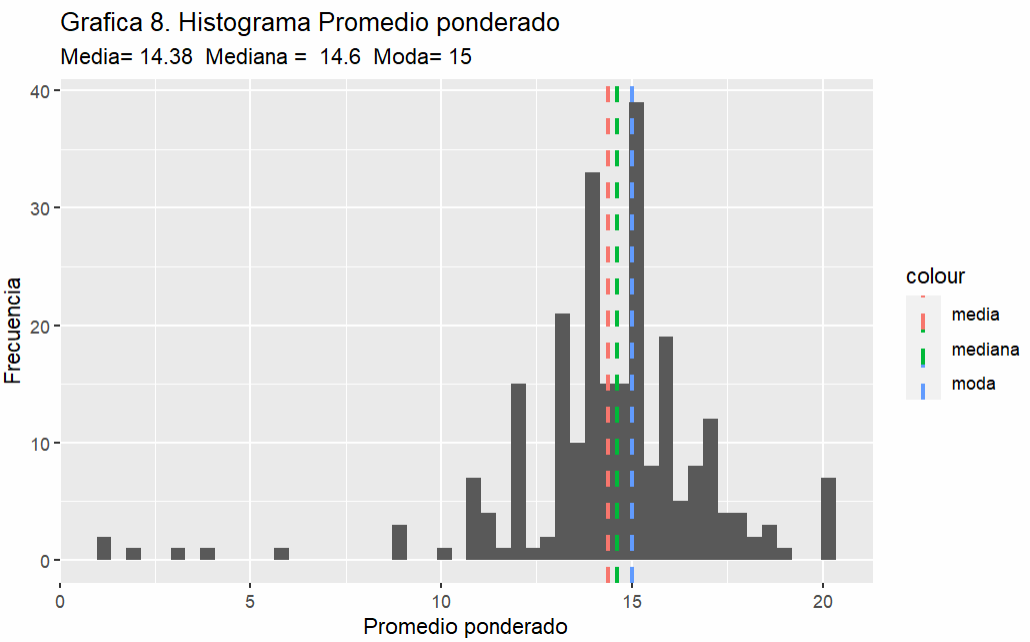 Grafica 8. Histograma Promedio ponderado
Media= 14.38  Mediana =  14.6  Moda= 15
40
30
20
10
0
Frecuencia
0 5 10 15 20
Promedio ponderado
colour
media
mediana
moda